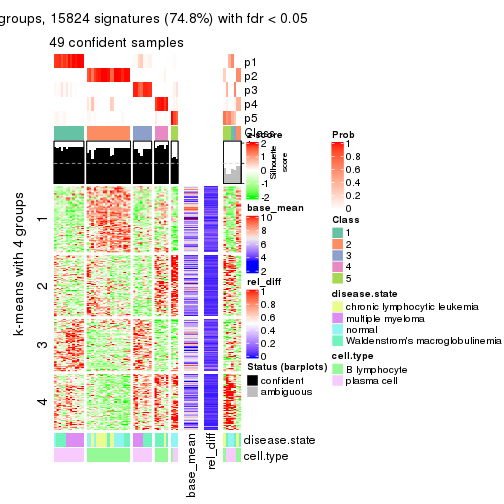 groups, 15824 signatures (74.8%) with fdr < 0.05
49 confident samples
p1
p2
p3
p4
p5
Class
k-means with 4 groups
1
2
3
4
disease.state
cell.type
base_mean
rel_diff
Silhouette
score
z-score
2
1
0
-1
-2
base_mean
10
8
6
4
2
rel_diff
1
0.8
0.6
0.4
0.2
0
Status (barplots)
confident
ambiguous
Prob
1
0.8
0.6
0.4
0.2
0
Class
1
2
3
4
5
disease.state
chronic lymphocytic leukemia
multiple myeloma
normal
Waldenstrom's macroglobulinemia
cell.type
B lymphocyte
plasma cell